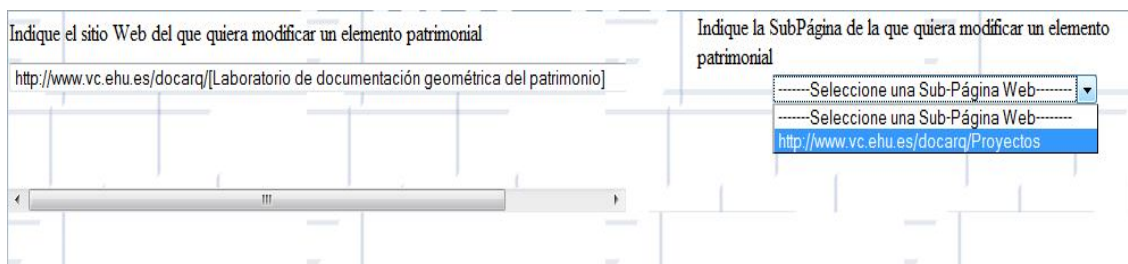 Indique el sitio Web del que quiera modificar un elemento patrimonial
http://www.vc.ehu.es/docarq/[Laboratorio de documentación geométrica del patrimonio]
Indique la SubPágina de la que quiera modificar un elemento
patrimonial
-------Seleccione una Sub-Página Web--------
-------Seleccione una Sub-Página Web--------
http://www.vc.ehu.es/docarq/Proyectos